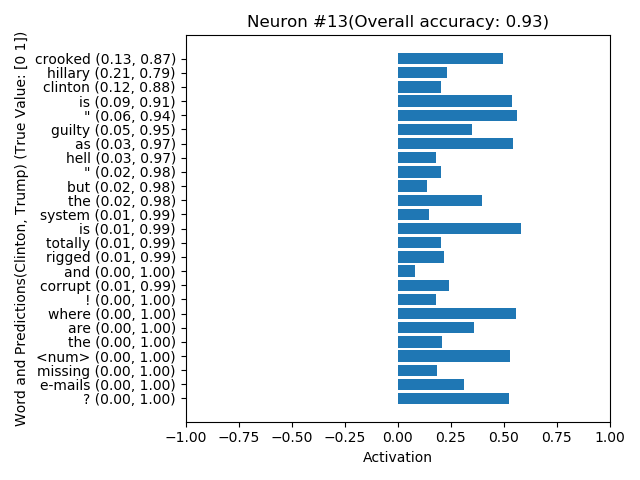 Neuron #13(Overall accuracy: 0.93)
Word and Predictions(Clinton, Trump) (True Value: [0 1])
crooked (0.13, 0.87)
hillary (0.21, 0.79)
clinton (0.12, 0.88)
is (0.09, 0.91)
" (0.06, 0.94)
guilty (0.05, 0.95)
as (0.03, 0.97)
hell (0.03, 0.97)
" (0.02, 0.98)
but (0.02, 0.98)
the (0.02, 0.98)
system (0.01, 0.99)
is (0.01, 0.99)
totally (0.01, 0.99)
rigged (0.01, 0.99)
and (0.00, 1.00)
corrupt (0.01, 0.99)
! (0.00, 1.00)
where (0.00, 1.00)
are (0.00, 1.00)
the (0.00, 1.00)
<num> (0.00, 1.00)
missing (0.00, 1.00)
e-mails (0.00, 1.00)
? (0.00, 1.00)
−1.00 −0.75 −0.50 −0.25 0.00 0.25 0.50 0.75 1.00
Activation